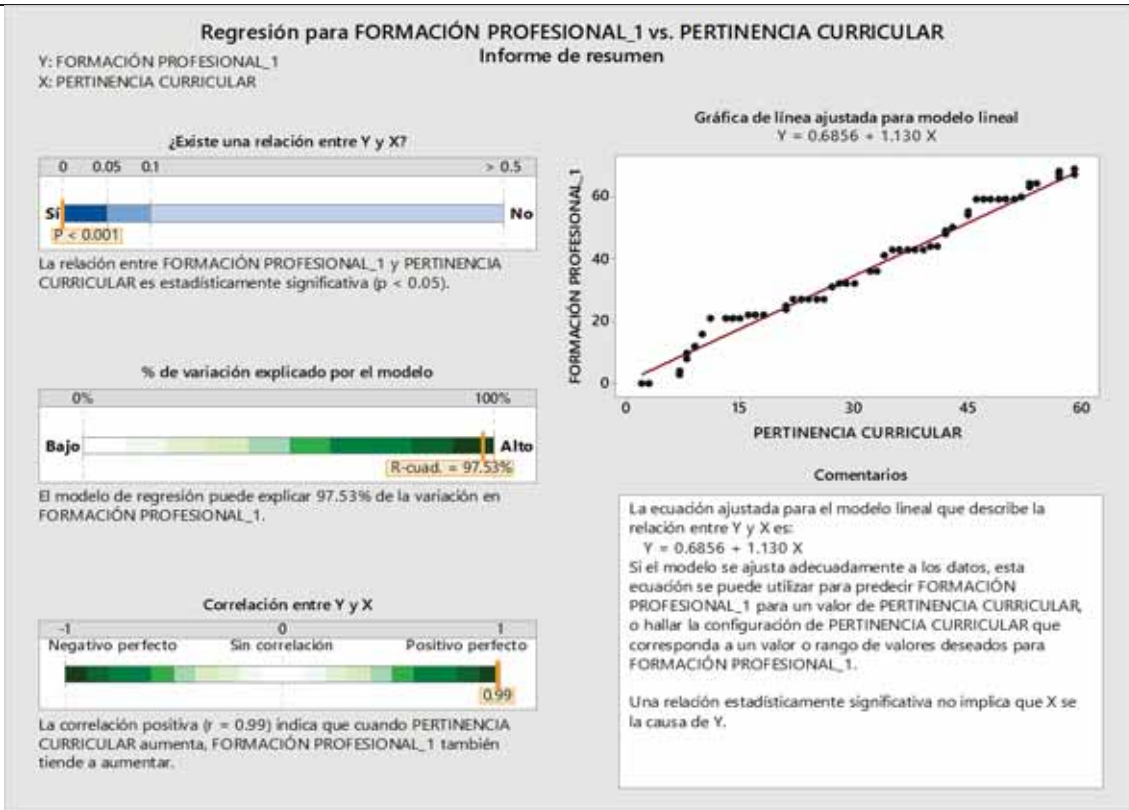 Regresión para FORMACIÓN PROFESIONAL_1 vs. PERTINENCIA CURRICULAR
Informe de resumen
Y: FORMACIÓN PROFESIONAL_1
X: PERTINENCIA CURRICULAR
¿Existe una relación entre Y y X?
0 0.05 0.1 > 0.5
Sí No
P < 0.001
La relación entre FORMACIÓN PROFESIONAL_1 y PERTINENCIA
CURRICULAR es estadísticamente significativa (p < 0.05).
% de variación explicado por el modelo
0% 100%
Bajo Alto
R-cuad. = 97.53%
El modelo de regresión puede explicar 97.53% de la variación en
FORMACIÓN PROFESIONAL_1.
Correlación entre Y y X
-1 0 1
Negativo perfecto Sin correlación Positivo perfecto
0.99
La correlación positiva (r = 0.99) indica que cuando PERTINENCIA
CURRICULAR aumenta, FORMACIÓN PROFESIONAL_1 también
tiende a aumentar.
Gráfica de línea ajustada para modelo lineal
Y = 0.6856 + 1.130 X
FORMACIÓN PROFESIONAL_1
60
40
20
0
0 15 30 45 60
PERTINENCIA CURRICULAR
Comentarios
La ecuación ajustada para el modelo lineal que describe la
relación entre Y y X es:
Y = 0.6856 + 1.130 X
Si el modelo se ajusta adecuadamente a los datos, esta
ecuación se puede utilizar para predecir FORMACIÓN
PROFESIONAL_1 para un valor de PERTINENCIA CURRICULAR,
o hallar la configuración de PERTINENCIA CURRICULAR que
corresponda a un valor o rango de valores deseados para
FORMACIÓN PROFESIONAL_1.
Una relación estadísticamente significativa no implica que X se
la causa de Y.